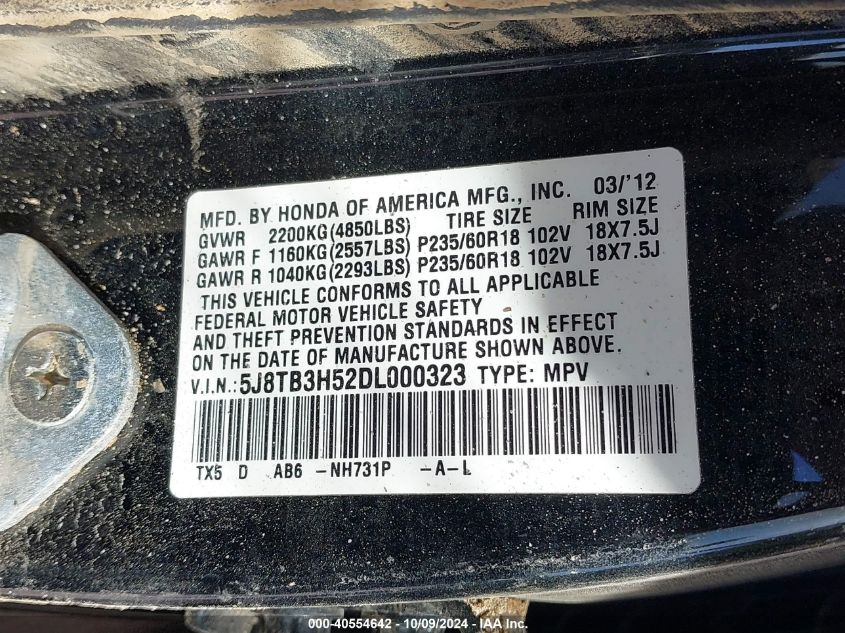 MFD. BY HONDA OF AMERICA MFG., INC. 03/'12
GVWR 2200KG(4850LBS) TIRE SIZE RIM SIZE
GAWR F 1160KG(2557LBS) P235/60R18 102V 18X7.5J
GAWR R 1040KG(2293LBS) P235/60R18 102V 18X7.5J
THIS VEHICLE CONFORMS TO ALL APPLICABLE
FEDERAL MOTOR VEHICLE SAFETY
AND THEFT PREVENTION STANDARDS IN EFFECT
ON THE DATE OF MANUFACTURE SHOWN ABOVE.
V.I.N.: 5J8TB3H52DL000323 TYPE: MPV
TX5 D AB6 -NH731P -A-L
000-40554642 - 10/09/2024 - IAA Inc.